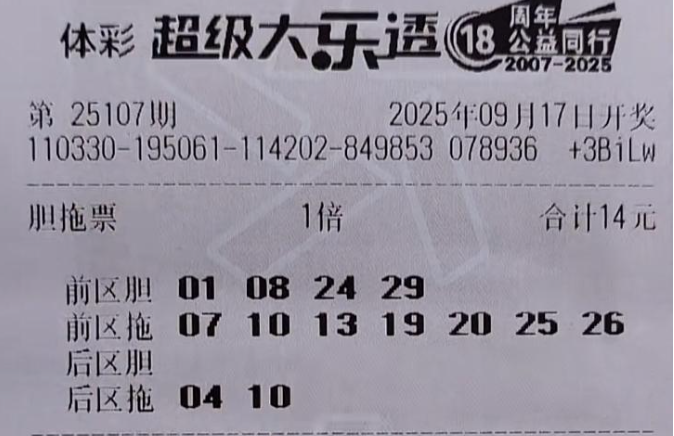 体彩 超级大乐透 18 周年公益同行 2007-2025
第 25107期 2025年09月17日开奖
110330-195061-114202-849853 078936 +3BiLw
胆拖票 1倍 合计14元
前区胆 01 08 24 29
前区拖 07 10 13 19 20 25 26
后区胆
后区拖 04 10